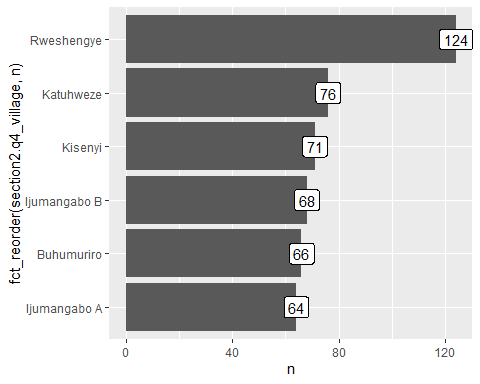 fct_reorder(section2.q4_village, n)
Rweshengye
124
Katuhweze
76
Kisenyi
71
Ijumangabo B
68
Buhumuriro
66
Ijumangabo A
64
0
40
80
120
n